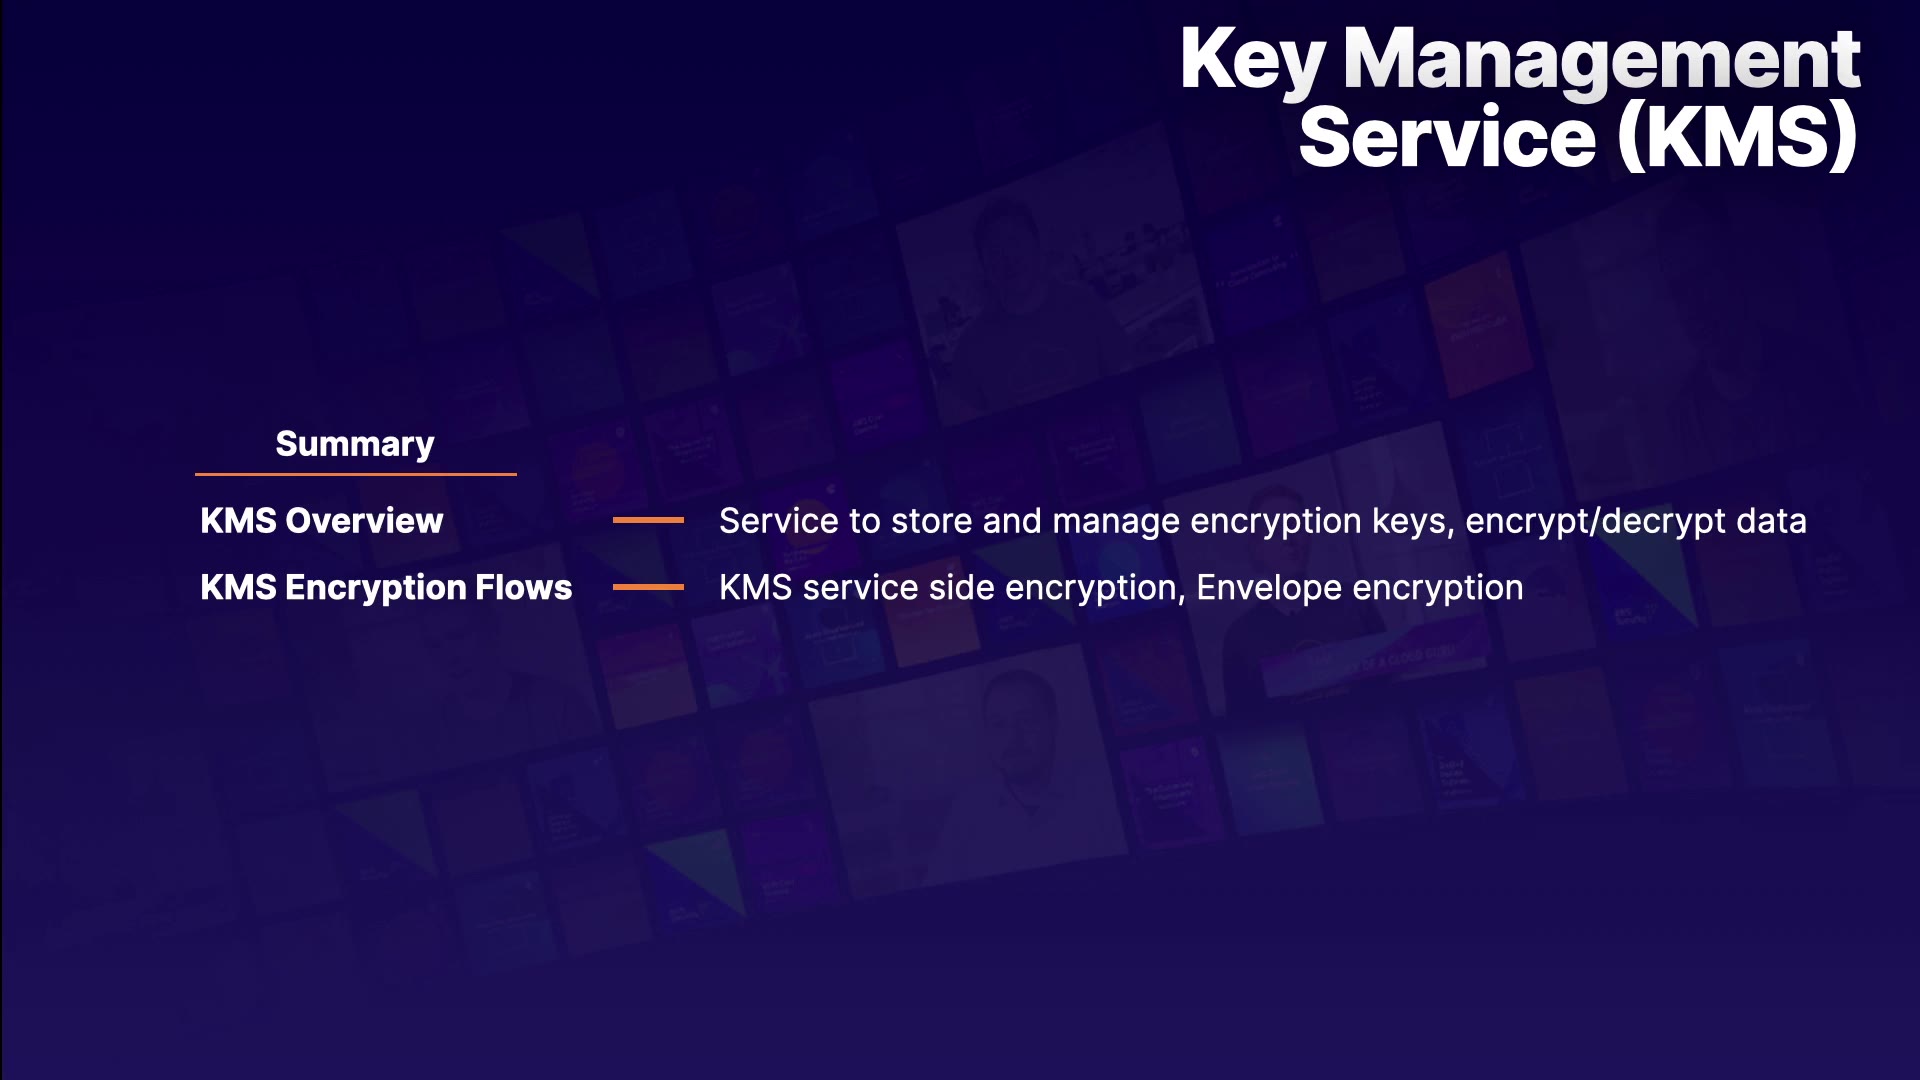 Key Management
Service (KMS)
Summary
KMS Overview
Service to store and manage encryption keys, encrypt/decrypt data
KMS Encryption Flows
KMS service side encryption, Envelope encryption